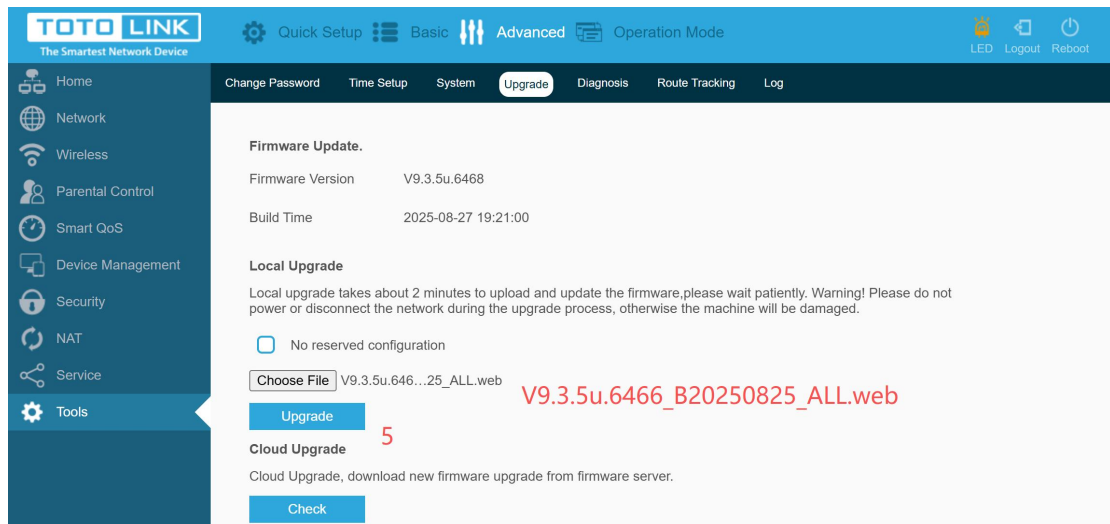 TOTO LINK
The Smartest Network Device
Quick Setup
Basic
Advanced
Operation Mode
LED
Logout
Reboot
Home
Network
Wireless
Parental Control
Smart QoS
Device Management
Security
NAT
Service
Tools
Change Password
Time Setup
System
Upgrade
Diagnosis
Route Tracking
Log
Firmware Update.
Firmware Version V9.3.5u.6468
Build Time 2025-08-27 19:21:00
Local Upgrade
Local upgrade takes about 2 minutes to upload and update the firmware,please wait patiently. Warning! Please do not
power or disconnect the network during the upgrade process, otherwise the machine will be damaged.
No reserved configuration
Choose File V9.3.5u.646…25_ALL.web
V9.3.5u.6466_B20250825_ALL.web
Upgrade
5
Cloud Upgrade
Cloud Upgrade, download new firmware upgrade from firmware server.
Check